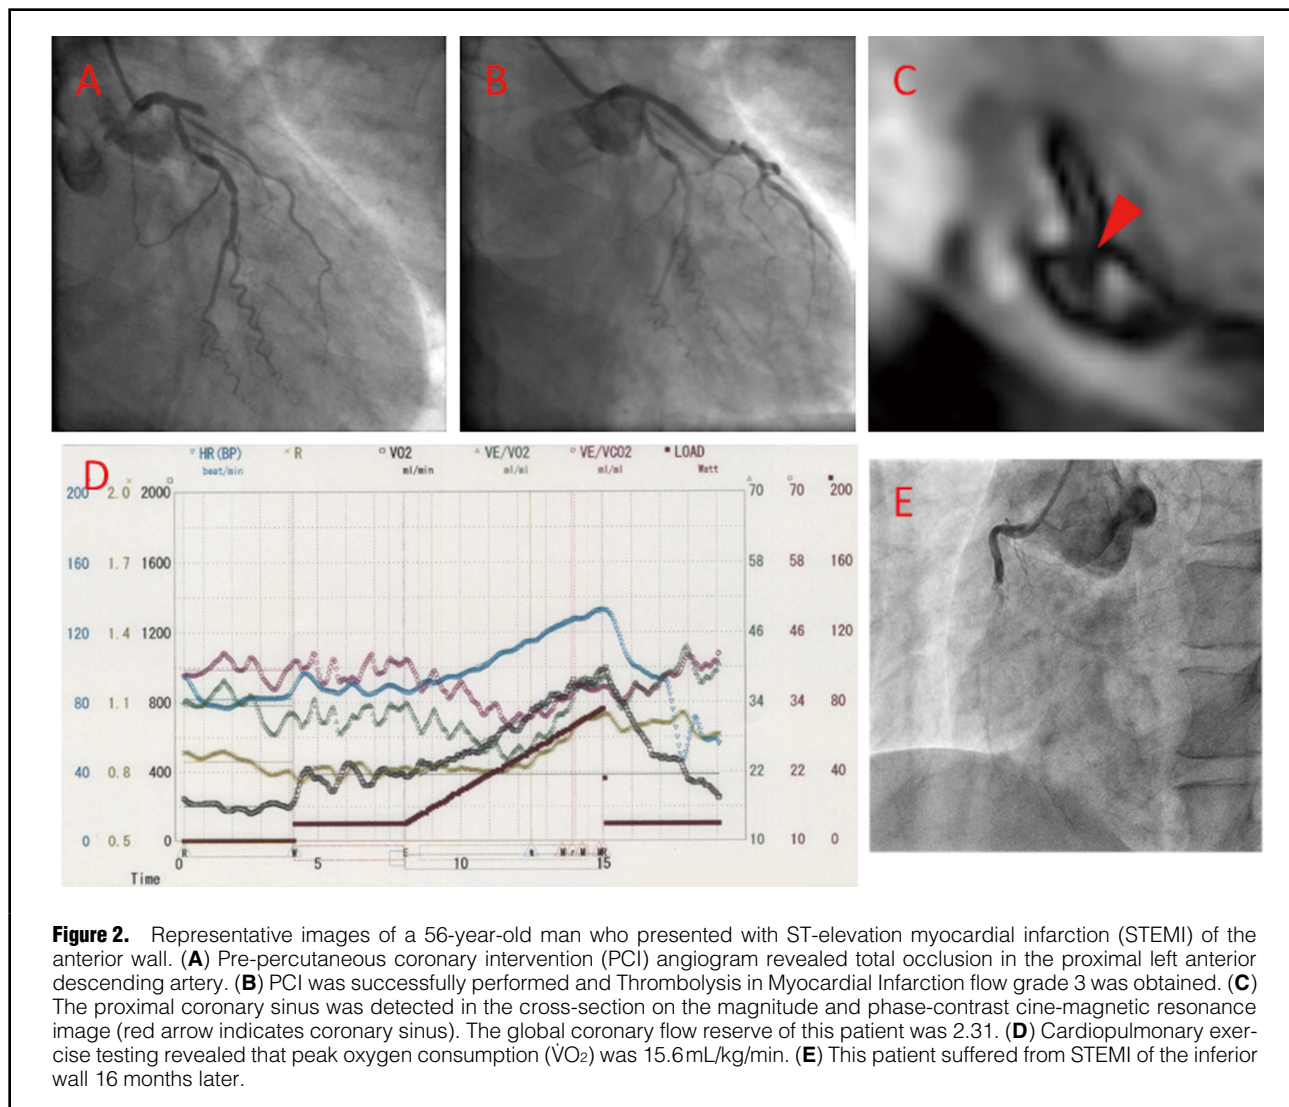 A
B
C
D
▽ HR(BP) × R □ VO2 △ VE/VO2 ○ VE/VCO2 ■ LOAD
beat/min ml/min ml/ml ml/ml Watt
200 2.0 2000 70 70 200
160 1.7 1600 58 58 160
120 1.4 1200 46 46 120
80 1.1 800 34 34 80
40 0.8 400 22 22 40
0 0.5 0 10 10 0
R W E M r M MR
0 5 10 15
Time
E
Figure 2. Representative images of a 56-year-old man who presented with ST-elevation myocardial infarction (STEMI) of the
anterior wall. (A) Pre-percutaneous coronary intervention (PCI) angiogram revealed total occlusion in the proximal left anterior
descending artery. (B) PCI was successfully performed and Thrombolysis in Myocardial Infarction flow grade 3 was obtained. (C)
The proximal coronary sinus was detected in the cross-section on the magnitude and phase-contrast cine-magnetic resonance
image (red arrow indicates coronary sinus). The global coronary flow reserve of this patient was 2.31. (D) Cardiopulmonary exer-
cise testing revealed that peak oxygen consumption (V̇O₂) was 15.6 mL/kg/min. (E) This patient suffered from STEMI of the inferior
wall 16 months later.